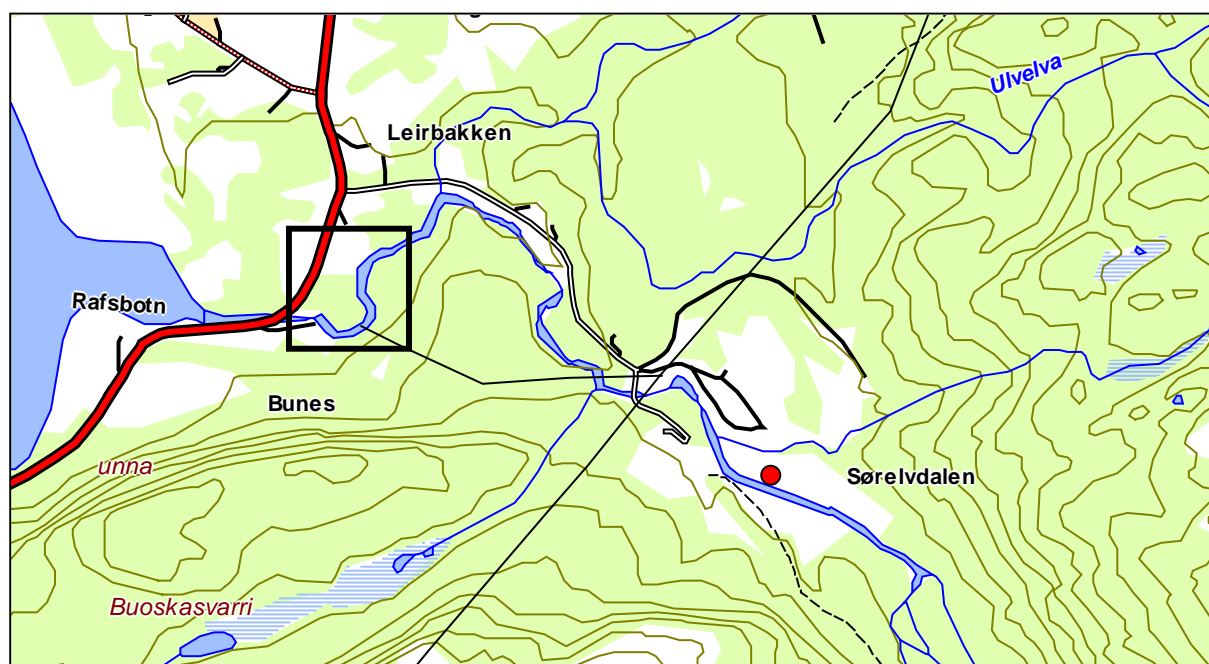 Ulvelva
Leirbakken
Rafsbotn
Bunes
unna
Sørelvdalen
Buoskasvarri